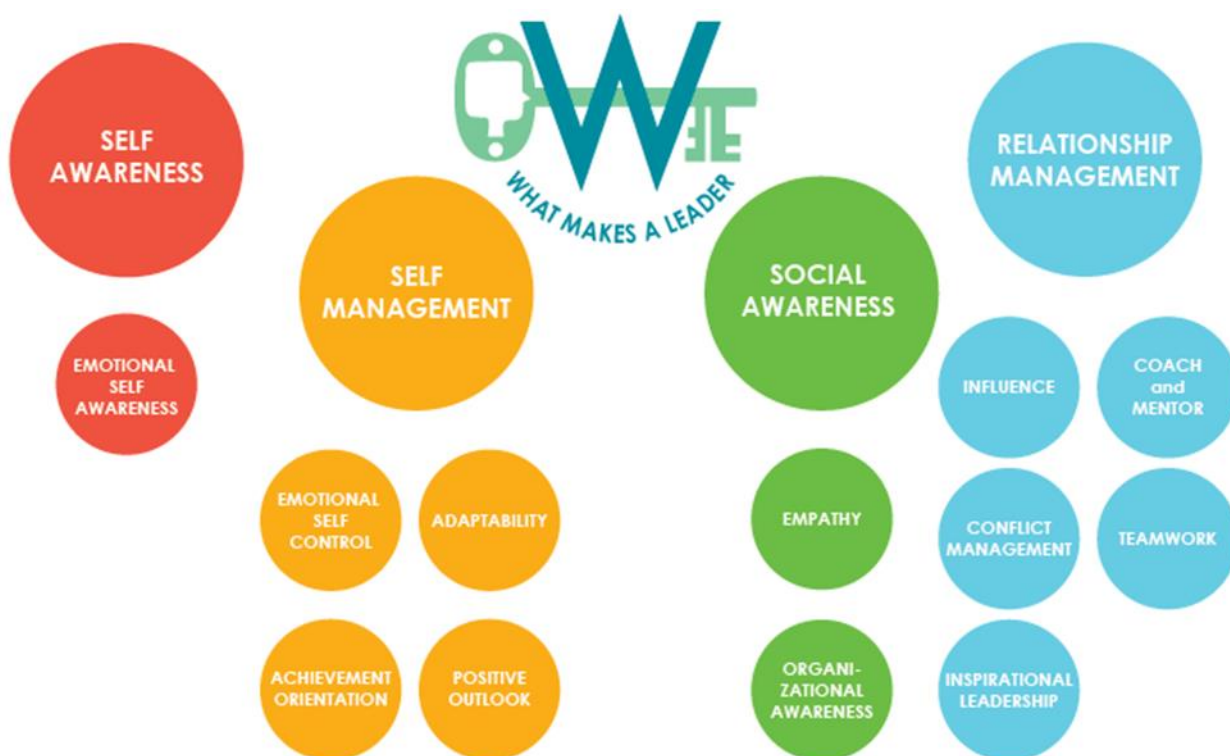 WHAT MAKES A LEADER
SELF
AWARENESS
EMOTIONAL
SELF
AWARENESS
SELF
MANAGEMENT
EMOTIONAL
SELF
CONTROL
ADAPTABILITY
ACHIEVEMENT
ORIENTATION
POSITIVE
OUTLOOK
SOCIAL
AWARENESS
EMPATHY
ORGANI-
ZATIONAL
AWARENESS
RELATIONSHIP
MANAGEMENT
INFLUENCE
COACH
and
MENTOR
CONFLICT
MANAGEMENT
TEAMWORK
INSPIRATIONAL
LEADERSHIP